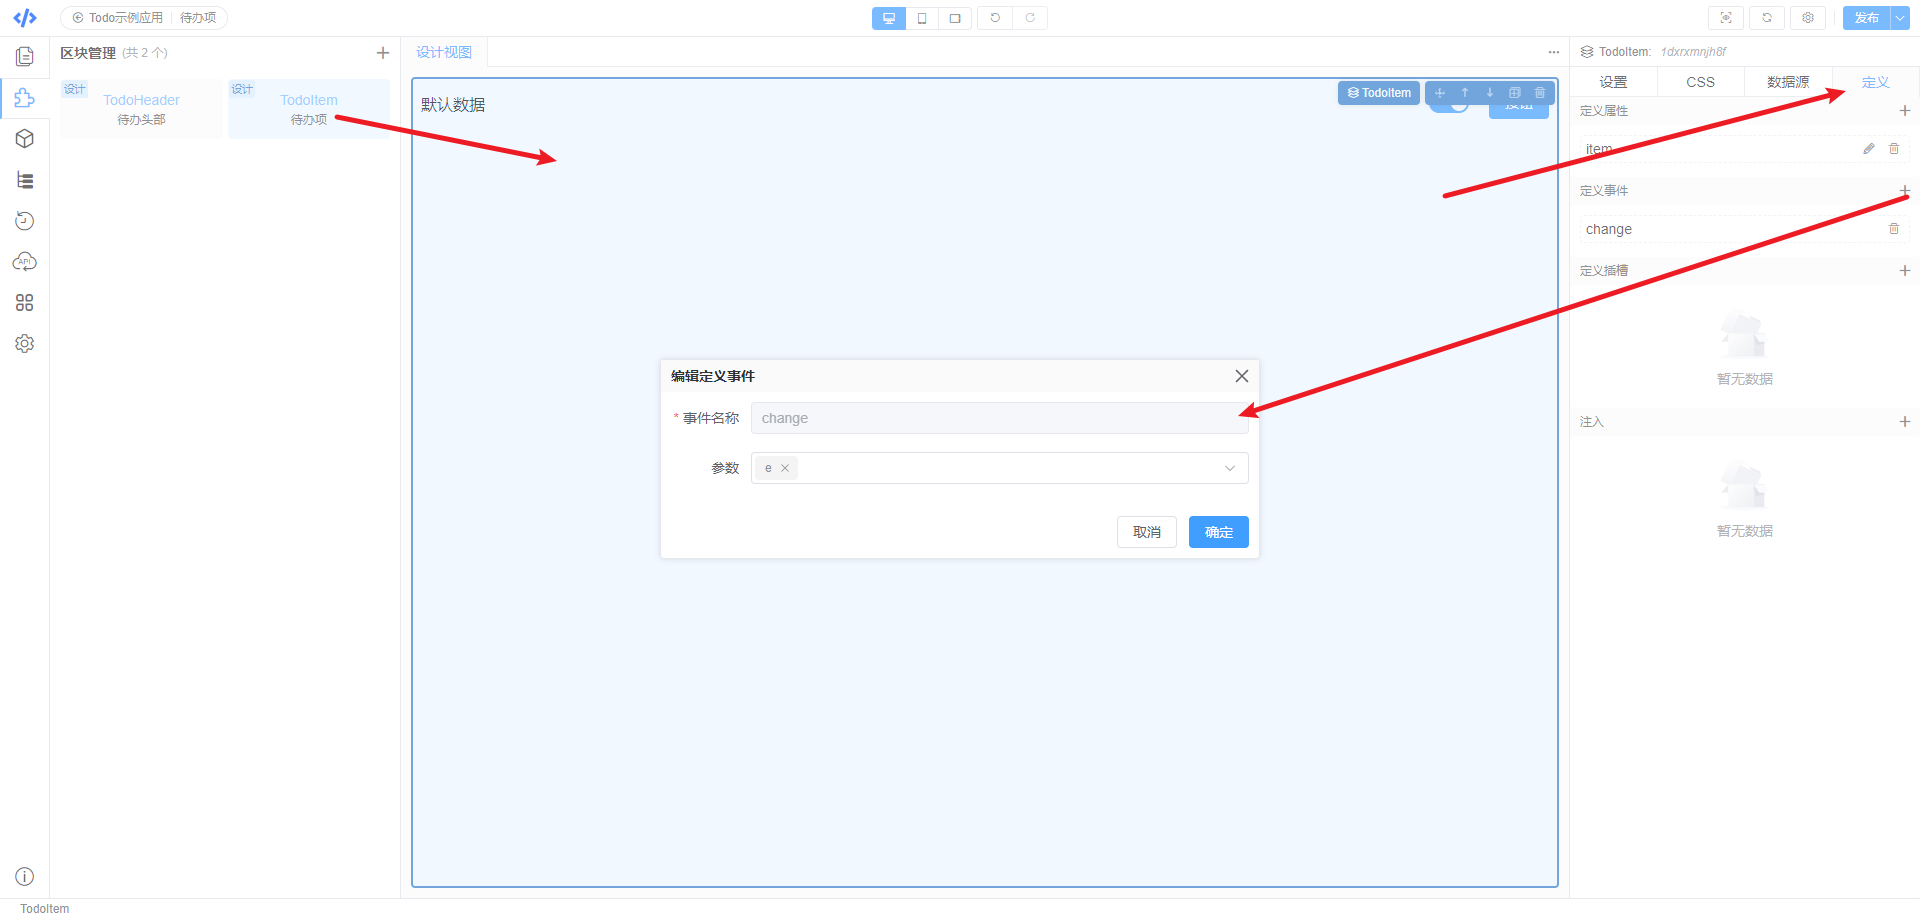 Todo示例应用 待办项
发布
区块管理 (共 2 个)
设计
TodoHeader
待办头部
设计
TodoItem
待办项
API
设计视图
默认数据
TodoItem
按钮
TodoItem: 1dxrxmnjh8f
设置 CSS 数据源 定义
定义属性
item
定义事件
change
定义插槽
暂无数据
注入
暂无数据
编辑定义事件
* 事件名称 change
参数 e
取消 确定
TodoItem